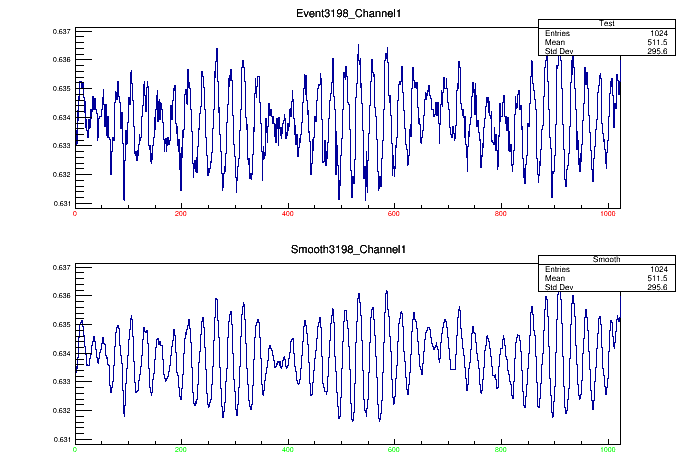 Event3198_Channel1
Test
Entries 1024
Mean 511.5
Std Dev 295.6
0.637
0.636
0.635
0.634
0.633
0.632
0.631
0 200 400 600 800 1000
Smooth3198_Channel1
Smooth
Entries 1024
Mean 511.5
Std Dev 295.6
0.637
0.636
0.635
0.634
0.633
0.632
0.631
0 200 400 600 800 1000